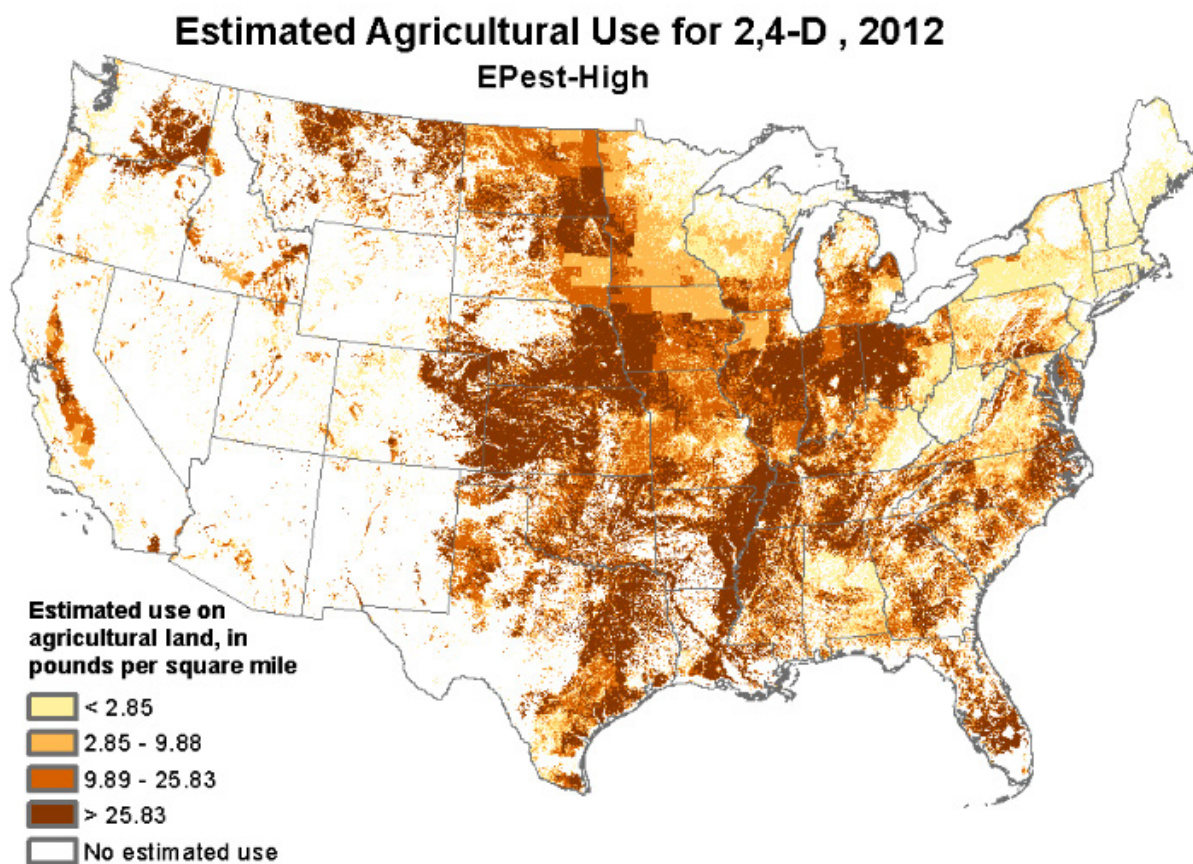 Estimated Agricultural Use for 2,4-D , 2012
EPest-High
Estimated use on
agricultural land, in
pounds per square mile
< 2.85
2.85 - 9.88
9.89 - 25.83
> 25.83
No estimated use